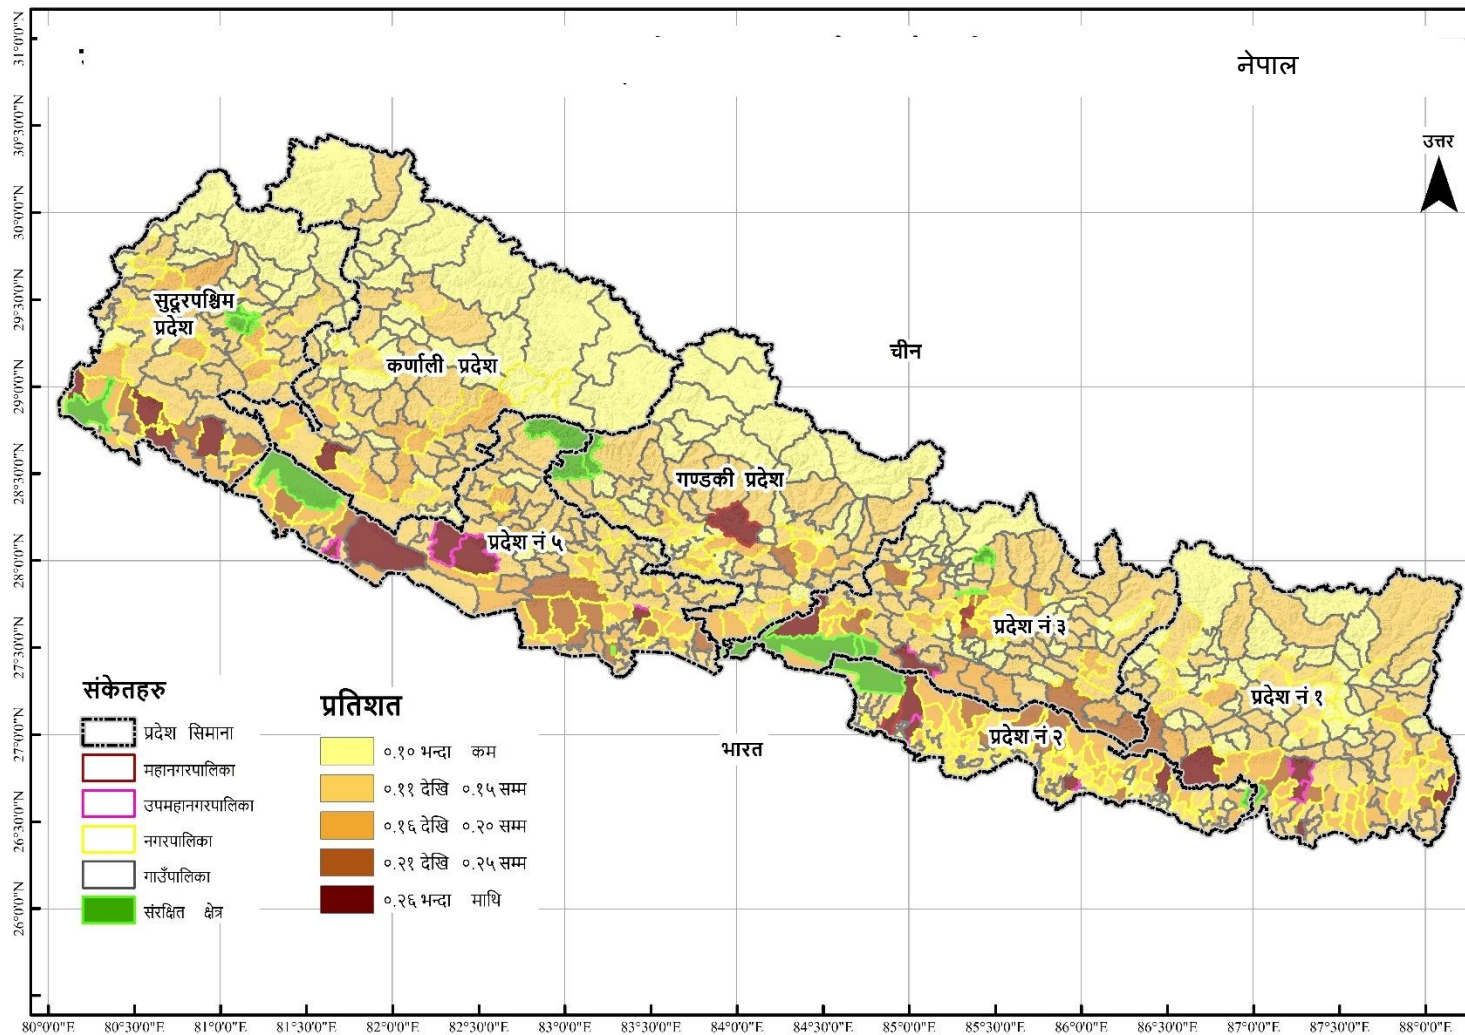 नेपाल
उत्तर
सुदूरपश्चिम
प्रदेश
कर्णाली प्रदेश
चीन
गण्डकी प्रदेश
प्रदेश नं ५
प्रदेश नं ३
प्रदेश नं १
प्रदेश नं २
भारत
संकेतहरु
प्रदेश सिमाना
महानगरपालिका
उपमहानगरपालिका
नगरपालिका
गाउँपालिका
संरक्षित क्षेत्र
प्रतिशत
०.१० भन्दा कम
०.११ देखि ०.१५ सम्म
०.१६ देखि ०.२० सम्म
०.२१ देखि ०.२५ सम्म
०.२६ भन्दा माथि
31°0'0"N
30°30'0"N
30°0'0"N
29°30'0"N
29°0'0"N
28°30'0"N
28°0'0"N
27°30'0"N
27°0'0"N
26°30'0"N
26°0'0"N
80°0'0"E 80°30'0"E 81°0'0"E 81°30'0"E 82°0'0"E 82°30'0"E 83°0'0"E 83°30'0"E 84°0'0"E 84°30'0"E 85°0'0"E 85°30'0"E 86°0'0"E 86°30'0"E 87°0'0"E 87°30'0"E 88°0'0"E